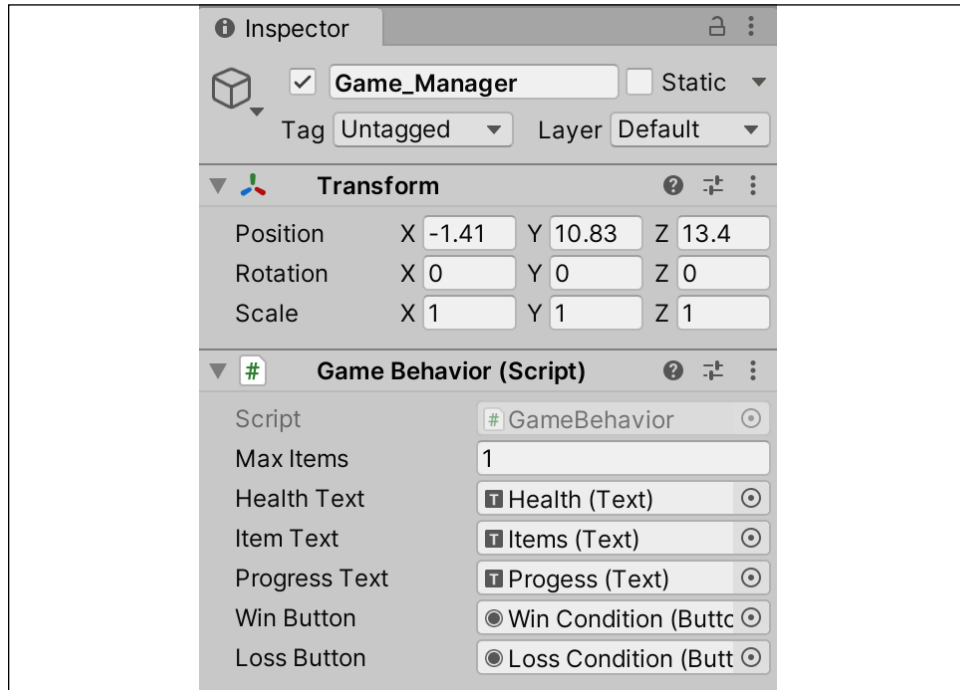 Inspector
Game_Manager Static
Tag Untagged Layer Default
Transform
Position X -1.41 Y 10.83 Z 13.4
Rotation X 0 Y 0 Z 0
Scale X 1 Y 1 Z 1
# Game Behavior (Script)
Script # GameBehavior
Max Items 1
Health Text T Health (Text)
Item Text T Items (Text)
Progress Text T Progess (Text)
Win Button Win Condition (Buttc
Loss Button Loss Condition (Butt